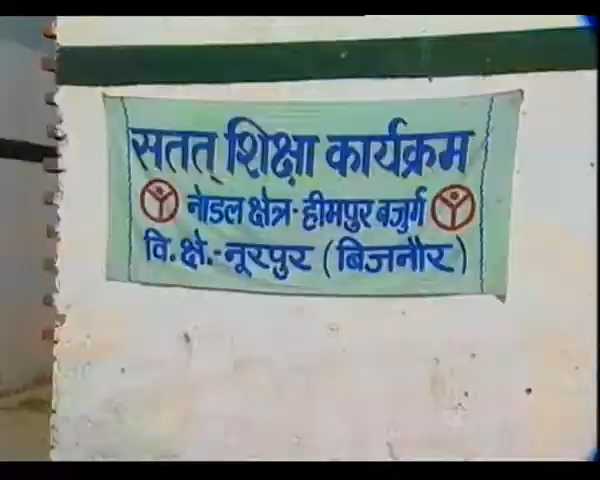 सतत् शिक्षा कार्यक्रम
नोडल क्षेत्र-हीमपुर बजुर्ग
वि.क्षे.-नूरपुर (बिजनौर)